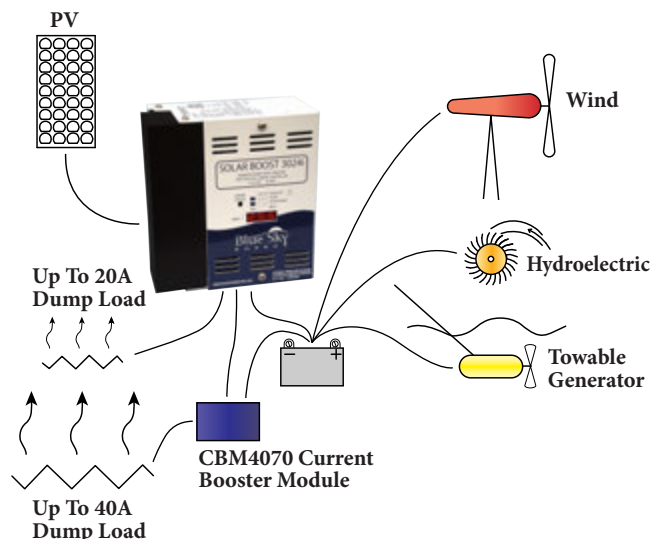 PV
Wind
SOLAR BOOST 3024i
Blue Sky
Hydroelectric
Up To 20A
Dump Load
− +
Towable
Generator
CBM4070 Current
Booster Module
Up To 40A
Dump Load